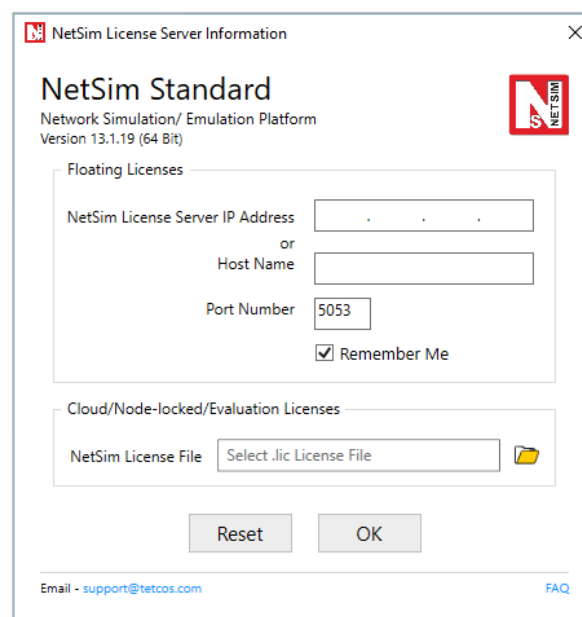 NetSim License Server Information
NetSim Standard
Network Simulation/ Emulation Platform
Version 13.1.19 (64 Bit)
NS NETSIM
Floating Licenses
NetSim License Server IP Address . . .
or
Host Name
Port Number 5053
Remember Me
Cloud/Node-locked/Evaluation Licenses
NetSim License File Select .lic License File
Reset OK
Email - support@tetcos.com FAQ